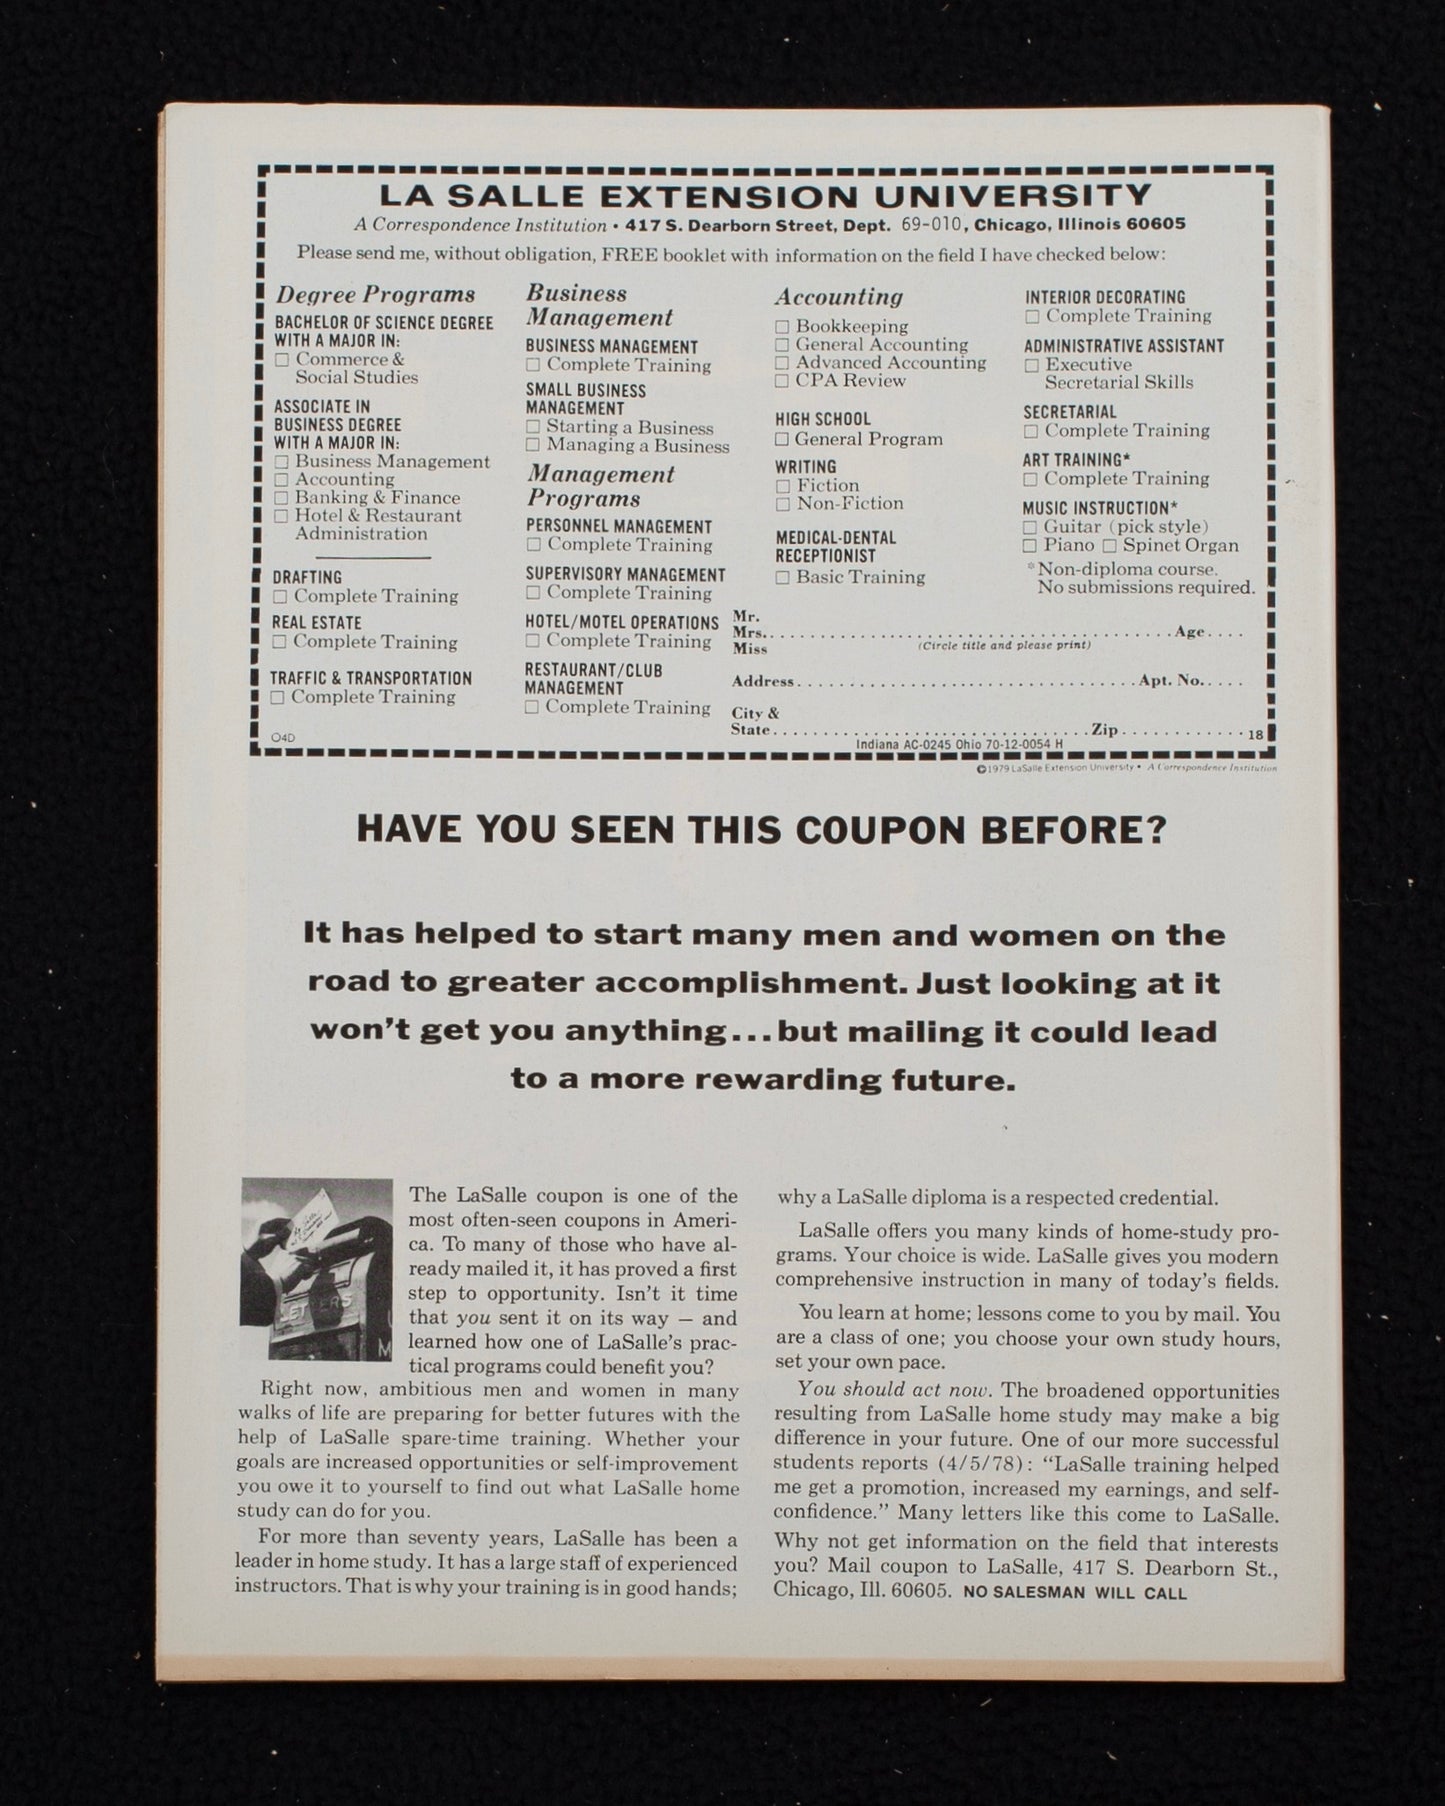 LA SALLE EXTENSION UNIVERSITY
A Correspondence Institution • 417 S. Dearborn Street, Dept. 69-010, Chicago, Illinois 60605
Please send me, without obligation, FREE booklet with information on the field I have checked below:
Degree Programs
BACHELOR OF SCIENCE DEGREE
WITH A MAJOR IN:
☐ Commerce &
Social Studies
ASSOCIATE IN
BUSINESS DEGREE
WITH A MAJOR IN:
☐ Business Management
☐ Accounting
☐ Banking & Finance
☐ Hotel & Restaurant
Administration
DRAFTING
☐ Complete Training
REAL ESTATE
☐ Complete Training
TRAFFIC & TRANSPORTATION
☐ Complete Training
O4D
Business
Management
BUSINESS MANAGEMENT
☐ Complete Training
SMALL BUSINESS
MANAGEMENT
☐ Starting a Business
☐ Managing a Business
Management
Programs
PERSONNEL MANAGEMENT
☐ Complete Training
SUPERVISORY MANAGEMENT
☐ Complete Training
HOTEL/MOTEL OPERATIONS
☐ Complete Training
RESTAURANT/CLUB
MANAGEMENT
☐ Complete Training
Accounting
☐ Bookkeeping
☐ General Accounting
☐ Advanced Accounting
☐ CPA Review
HIGH SCHOOL
☐ General Program
WRITING
☐ Fiction
☐ Non-Fiction
MEDICAL-DENTAL
RECEPTIONIST
☐ Basic Training
INTERIOR DECORATING
☐ Complete Training
ADMINISTRATIVE ASSISTANT
☐ Executive
Secretarial Skills
SECRETARIAL
☐ Complete Training
ART TRAINING*
☐ Complete Training
MUSIC INSTRUCTION*
☐ Guitar (pick style)
☐ Piano ☐ Spinet Organ
*Non-diploma course.
No submissions required.
Mr.
Mrs. . . . . . . . . . . . . . . . . . . . . . . . . . . . . . Age . . . .
Miss (Circle title and please print)
Address . . . . . . . . . . . . . . . . . . . . . . . . . . Apt. No. . . . .
City &
State . . . . . . . . . . . . . . . . . . . . . . . . Zip . . . . . . . . . . . . 18
Indiana AC-0245 Ohio 70-12-0054 H
©1979 LaSalle Extension University • A Correspondence Institution
HAVE YOU SEEN THIS COUPON BEFORE?
It has helped to start many men and women on the
road to greater accomplishment. Just looking at it
won't get you anything...but mailing it could lead
to a more rewarding future.
LETTERS
The LaSalle coupon is one of the
most often-seen coupons in Ameri-
ca. To many of those who have al-
ready mailed it, it has proved a first
step to opportunity. Isn't it time
that you sent it on its way — and
learned how one of LaSalle's prac-
tical programs could benefit you?
Right now, ambitious men and women in many
walks of life are preparing for better futures with the
help of LaSalle spare-time training. Whether your
goals are increased opportunities or self-improvement
you owe it to yourself to find out what LaSalle home
study can do for you.
For more than seventy years, LaSalle has been a
leader in home study. It has a large staff of experienced
instructors. That is why your training is in good hands;
why a LaSalle diploma is a respected credential.
LaSalle offers you many kinds of home-study pro-
grams. Your choice is wide. LaSalle gives you modern
comprehensive instruction in many of today's fields.
You learn at home; lessons come to you by mail. You
are a class of one; you choose your own study hours,
set your own pace.
You should act now. The broadened opportunities
resulting from LaSalle home study may make a big
difference in your future. One of our more successful
students reports (4/5/78): "LaSalle training helped
me get a promotion, increased my earnings, and self-
confidence." Many letters like this come to LaSalle.
Why not get information on the field that interests
you? Mail coupon to LaSalle, 417 S. Dearborn St.,
Chicago, Ill. 60605. NO SALESMAN WILL CALL